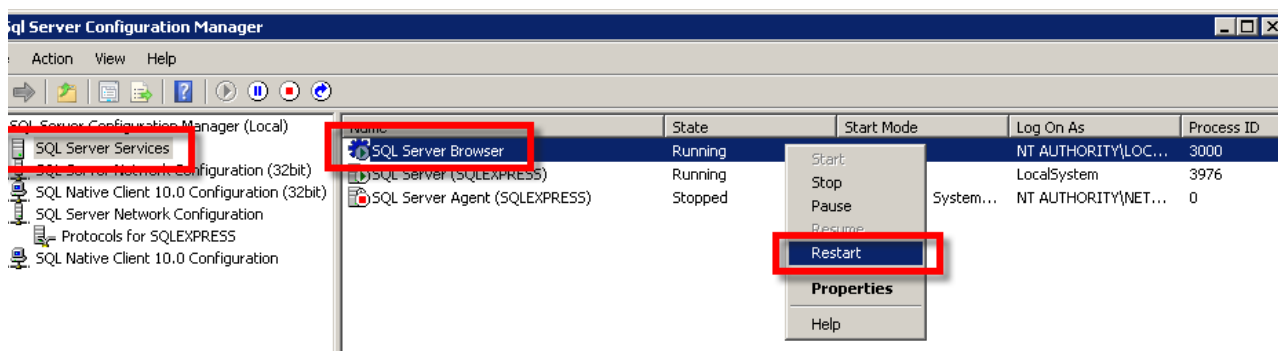 Sql Server Configuration Manager
Action View Help
SQL Server Configuration Manager (Local)
SQL Server Services
SQL Server Network Configuration (32bit)
SQL Native Client 10.0 Configuration (32bit)
SQL Server Network Configuration
Protocols for SQLEXPRESS
SQL Native Client 10.0 Configuration
Name State Start Mode Log On As Process ID
SQL Server Browser Running NT AUTHORITY\LOC... 3000
SQL Server (SQLEXPRESS) Running LocalSystem 3976
SQL Server Agent (SQLEXPRESS) Stopped System... NT AUTHORITY\NET... 0
Start
Stop
Pause
Resume
Restart
Properties
Help